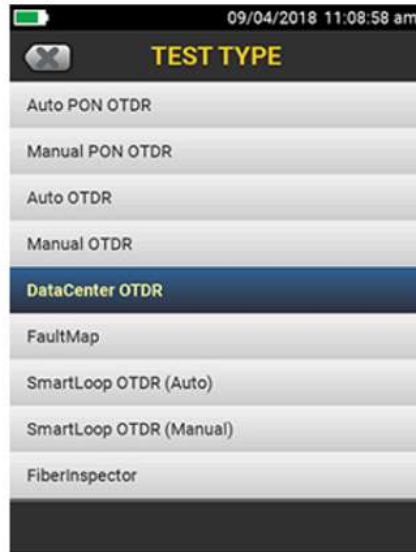 09/04/2018 11:08:58 am
TEST TYPE
Auto PON OTDR
Manual PON OTDR
Auto OTDR
Manual OTDR
DataCenter OTDR
FaultMap
SmartLoop OTDR (Auto)
SmartLoop OTDR (Manual)
FiberInspector